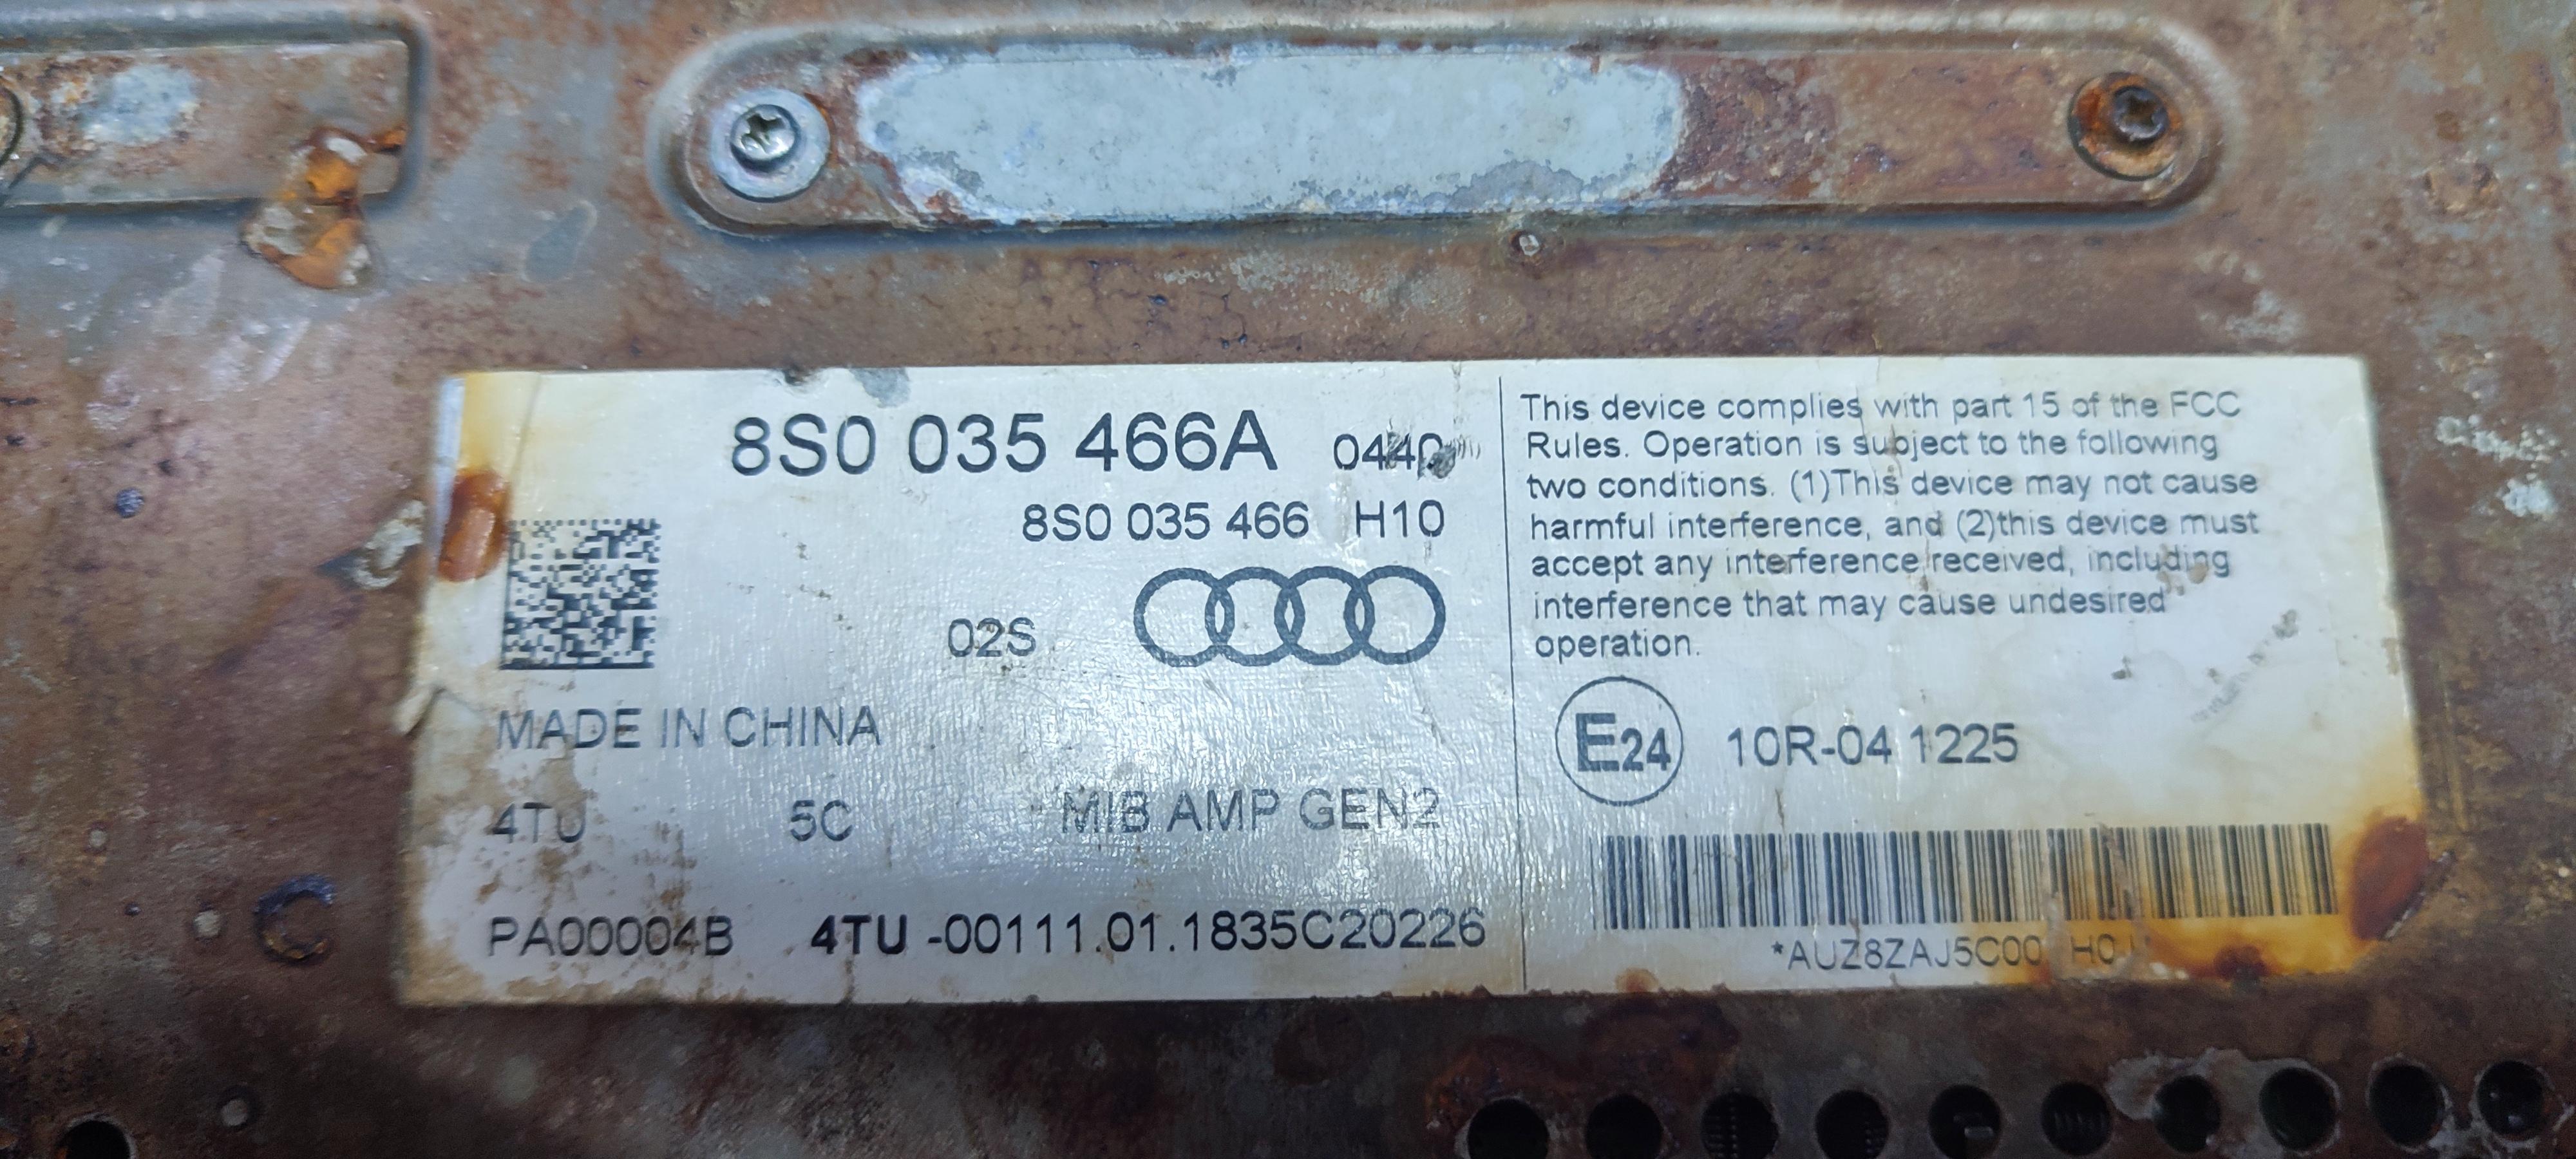 8S0 035 466A 0440
8S0 035 466 H10
02S
MADE IN CHINA
4TU 5C MIB AMP GEN2
PA00004B 4TU -00111.01.1835C20226
This device complies with part 15 of the FCC
Rules. Operation is subject to the following
two conditions. (1)This device may not cause
harmful interference, and (2)this device must
accept any interference received, including
interference that may cause undesired
operation.
E24 10R-04 1225
*AUZ8ZAJ5C00